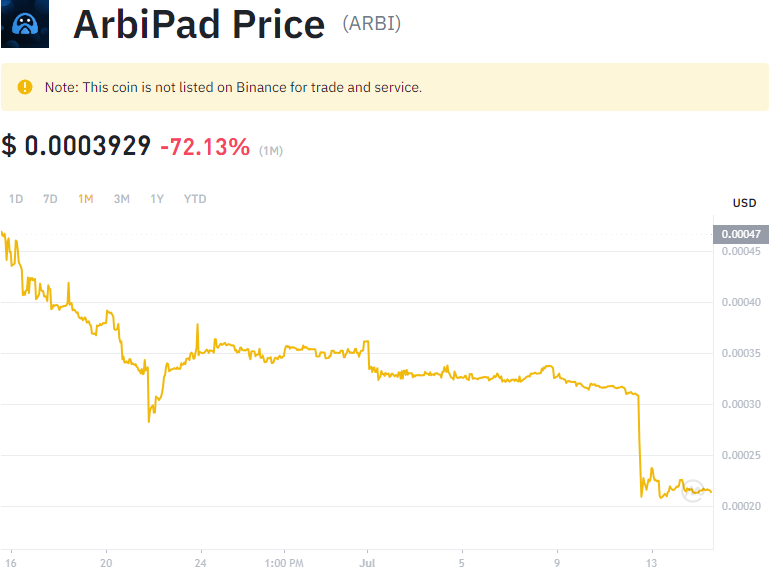 ArbiPad Price (ARBI)
Note: This coin is not listed on Binance for trade and service.
$ 0.0003929 -72.13% (1M)
1D 7D 1M 3M 1Y YTD
USD
0.00047
0.00045
0.00040
0.00035
0.00030
0.00025
0.00020
16 20 24 1:00 PM Jul 5 9 13